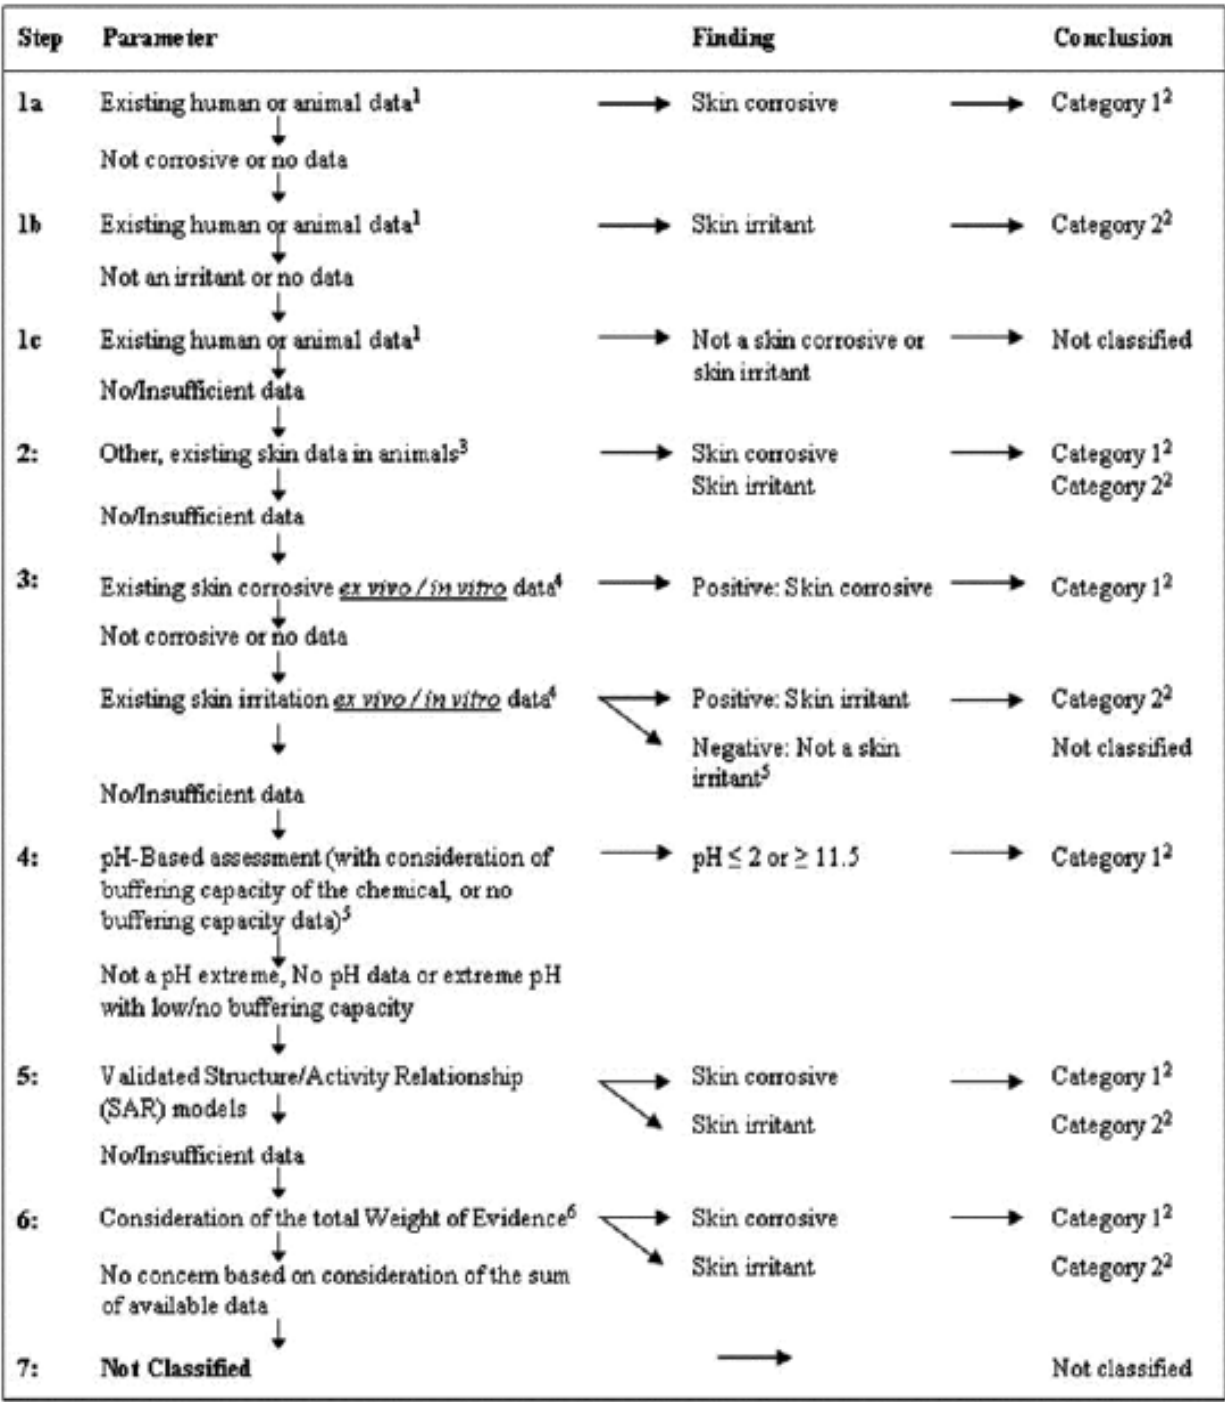 Step Parameter Finding Conclusion
1a Existing human or animal data¹ Skin corrosive Category 1²
Not corrosive or no data
1b Existing human or animal data¹ Skin irritant Category 2²
Not an irritant or no data
1c Existing human or animal data¹ Not a skin corrosive or Not classified
skin irritant
No/Insufficient data
2: Other, existing skin data in animals³ Skin corrosive Category 1²
Skin irritant Category 2²
No/Insufficient data
3: Existing skin corrosive ex vivo / in vitro data⁴ Positive: Skin corrosive Category 1²
Not corrosive or no data
Existing skin irritation ex vivo / in vitro data⁴ Positive: Skin irritant Category 2²
Negative: Not a skin Not classified
irritant⁵
No/Insufficient data
4: pH-Based assessment (with consideration of pH ≤ 2 or ≥ 11.5 Category 1²
buffering capacity of the chemical, or no
buffering capacity data)⁵
Not a pH extreme, No pH data or extreme pH
with low/no buffering capacity
5: Validated Structure/Activity Relationship Skin corrosive Category 1²
(SAR) models Skin irritant Category 2²
No/Insufficient data
6: Consideration of the total Weight of Evidence⁶ Skin corrosive Category 1²
Skin irritant Category 2²
No concern based on consideration of the sum
of available data
7: Not Classified Not classified